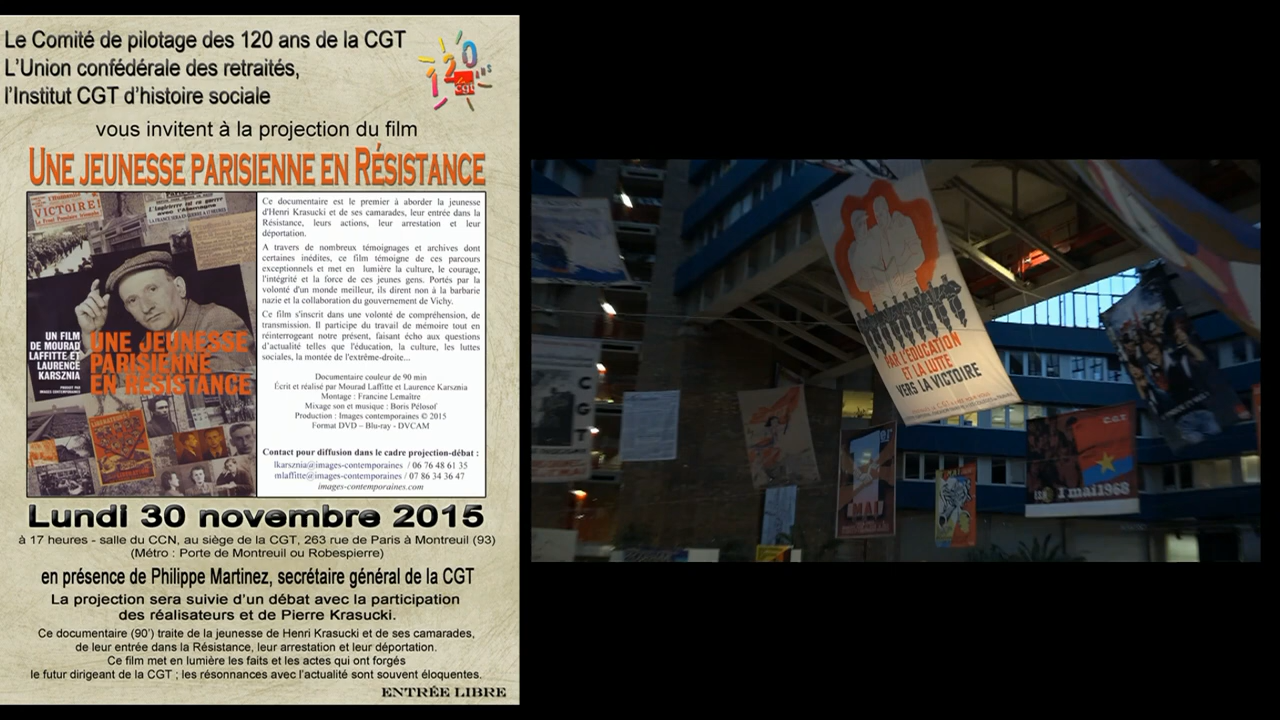 Le Comité de pilotage des 120 ans de la CGT
L'Union confédérale des retraités,
l'Institut CGT d'histoire sociale
120 ANS
cgt
vous invitent à la projection du film
UNE JEUNESSE PARISIENNE EN RÉSISTANCE
VICTOIRE!
UN FILM
DE MOURAD
LAFFITTE ET
LAURENCE
KARSZNIA
UNE JEUNESSE
PARISIENNE
EN RÉSISTANCE
Ce documentaire est le premier à aborder la jeunesse
d'Henri Krasucki et de ses camarades, leur entrée dans la
Résistance, leurs actions, leur arrestation et leur
déportation.
A travers de nombreux témoignages et archives dont
certaines inédites, ce film témoigne de ces parcours
exceptionnels et met en lumière la culture, le courage,
l'intégrité et la force de ces jeunes gens. Portés par la
volonté d'un monde meilleur, ils dirent non à la barbarie
nazie et la collaboration du gouvernement de Vichy.
Ce film s'inscrit dans une volonté de compréhension, de
transmission. Il participe du travail de mémoire tout en
réinterrogeant notre présent, faisant écho aux questions
d'actualité telles que l'éducation, la culture, les luttes
sociales, la montée de l'extrême-droite...
Documentaire couleur de 90 min
Écrit et réalisé par Mourad Laffitte et Laurence Karsznia
Montage : Francine Lemaître
Mixage son et musique : Boris Pélosof
Production : Images contemporaines © 2015
Format DVD – Blu-ray - DVCAM
Contact pour diffusion dans le cadre projection-débat :
lkarsznia@images-contemporaines / 06 76 48 61 35
mlaffitte@images-contemporaines / 07 86 34 36 47
images-contemporaines.com
Lundi 30 novembre 2015
à 17 heures - salle du CCN, au siège de la CGT, 263 rue de Paris à Montreuil (93)
(Métro : Porte de Montreuil ou Robespierre)
en présence de Philippe Martinez, secrétaire général de la CGT
La projection sera suivie d'un débat avec la participation
des réalisateurs et de Pierre Krasucki.
Ce documentaire (90') traite de la jeunesse de Henri Krasucki et de ses camarades,
de leur entrée dans la Résistance, leur arrestation et leur déportation.
Ce film met en lumière les faits et les actes qui ont forgés
le futur dirigeant de la CGT ; les résonnances avec l'actualité sont souvent éloquentes.
ENTRÉE LIBRE
PAR L'ÉDUCATION
ET LA LUTTE
VERS LA VICTOIRE
CGT
1er
MAI
C.G.T.
1 mai 1968